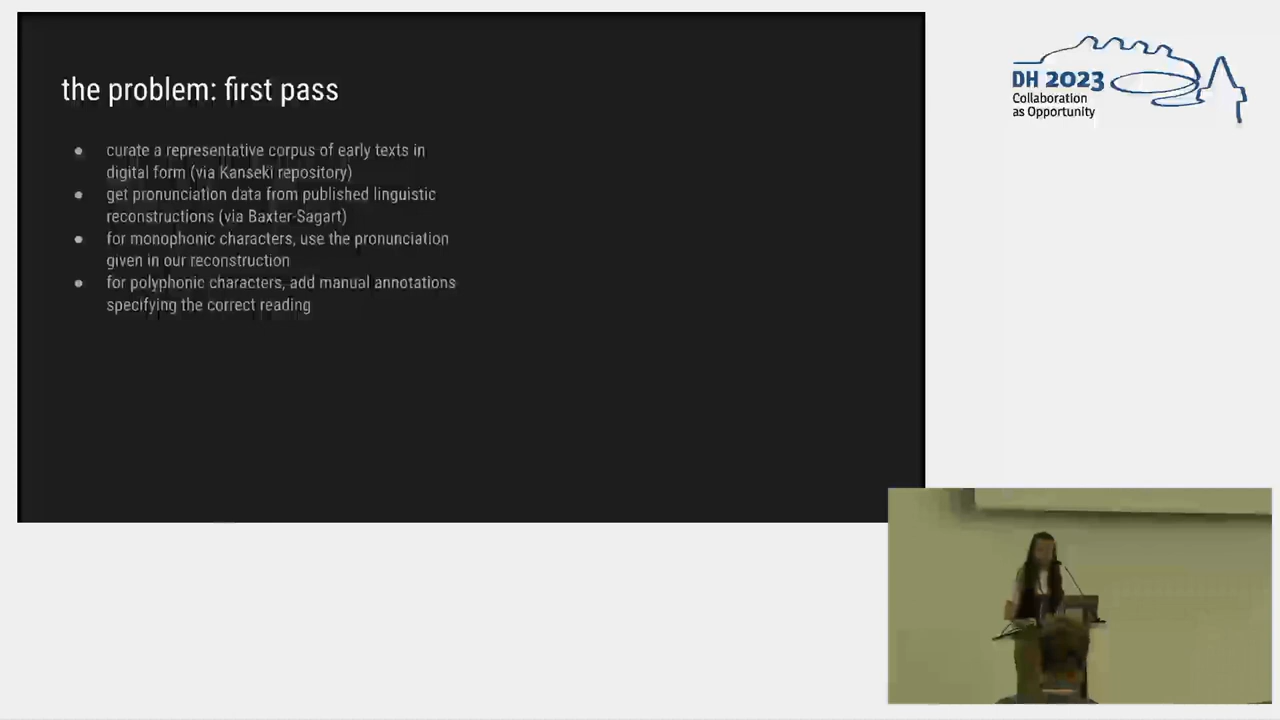 the problem: first pass
● curate a representative corpus of early texts in
digital form (via Kanseki repository)
● get pronunciation data from published linguistic
reconstructions (via Baxter-Sagart)
● for monophonic characters, use the pronunciation
given in our reconstruction
● for polyphonic characters, add manual annotations
specifying the correct reading
DH 2023
Collaboration
as Opportunity